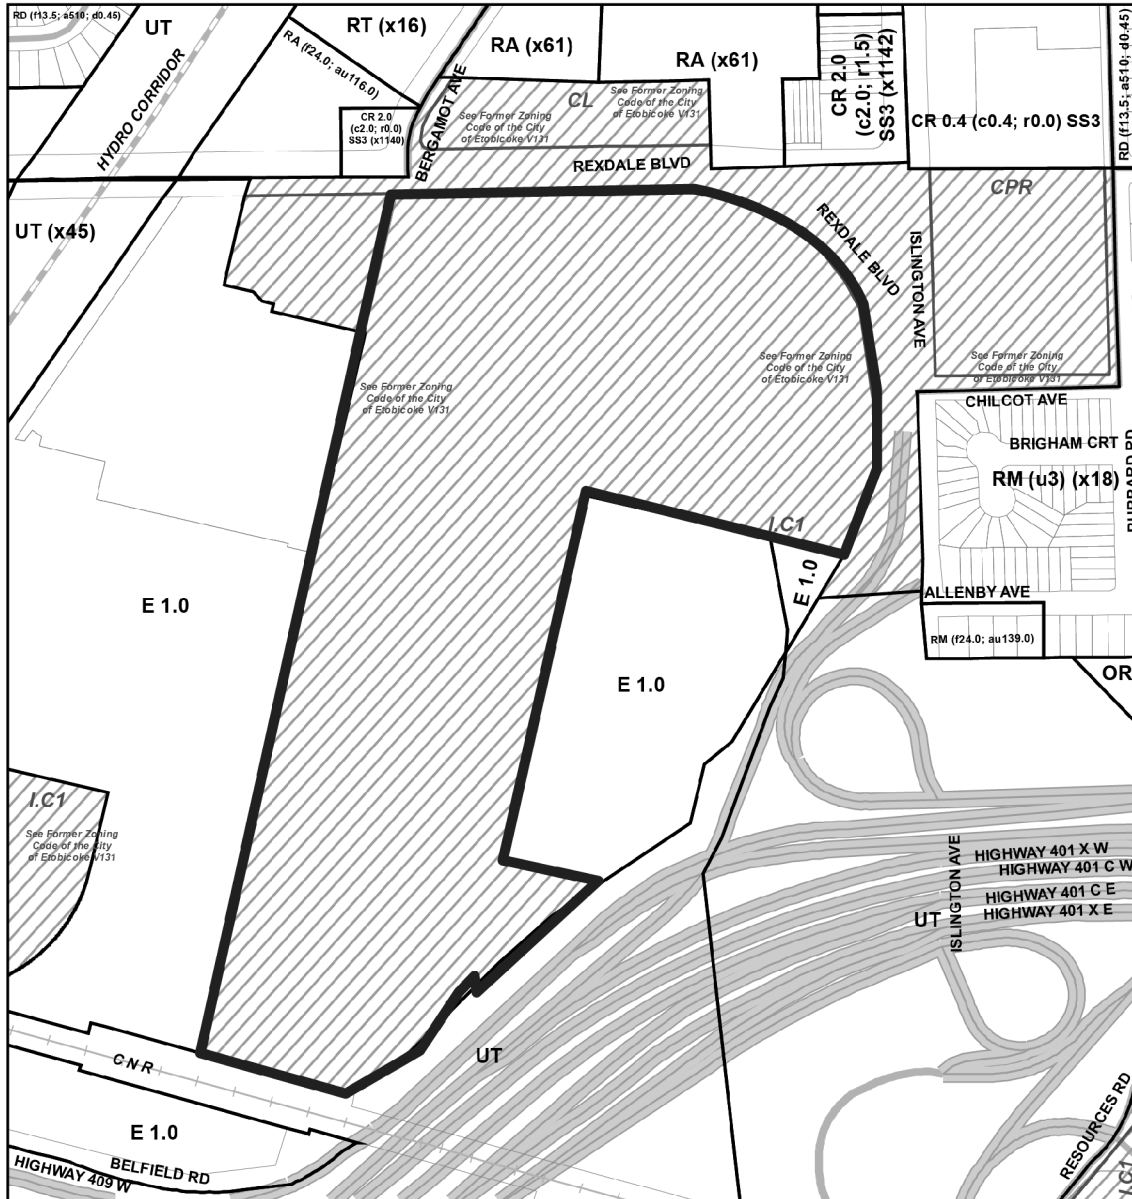 RD (f13.5; a510; d0.45)
UT
HYDRO CORRIDOR
RA (f24.0; au116.0)
RT (x16)
BERGAMOT AVE
RA (x61)
RA (x61)
CR 2.0
(c2.0; r1.5)
SS3 (x1142)
RD (f13.5; a510; d0.45)
CR 2.0
(c2.0; r0.0)
SS3 (x1140)
CL
See Former Zoning
Code of the City
of Etobicoke V131
See Former Zoning
Code of the City
of Etobicoke V131
CR 0.4 (c0.4; r0.0) SS3
REXDALE BLVD
CPR
UT (x45)
REXDALE BLVD
ISLINGTON AVE
See Former Zoning
Code of the City
of Etobicoke V131
See Former Zoning
Code of the City
of Etobicoke V131
See Former Zoning
Code of the City
of Etobicoke V131
CHILCOT AVE
BRIGHAM CRT
RM (u3) (x18)
I.C1
E 1.0
E 1.0
ALLENBY AVE
RM (f24.0; au139.0)
OR
E 1.0
I.C1
See Former Zoning
Code of the City
of Etobicoke V131
ISLINGTON AVE
HIGHWAY 401 X W
HIGHWAY 401 C W
HIGHWAY 401 C E
HIGHWAY 401 X E
UT
UT
C N R
E 1.0
BELFIELD RD
HIGHWAY 409 W
RESOURCES RD
I.C1